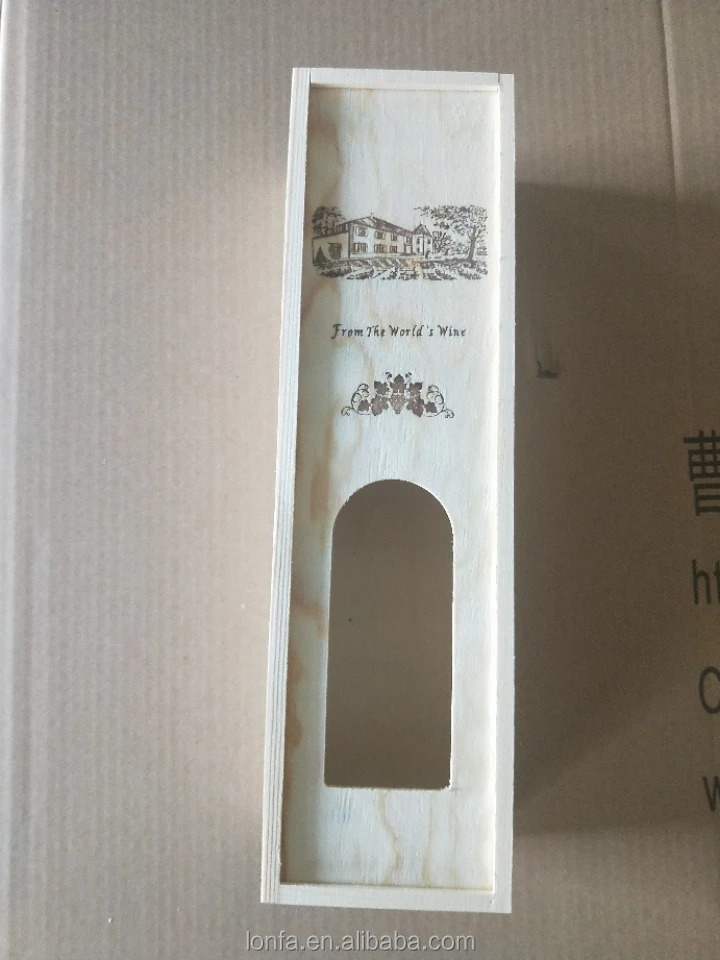 From The World's Wine
曹
ht
C
w
lonfa.en.alibaba.com